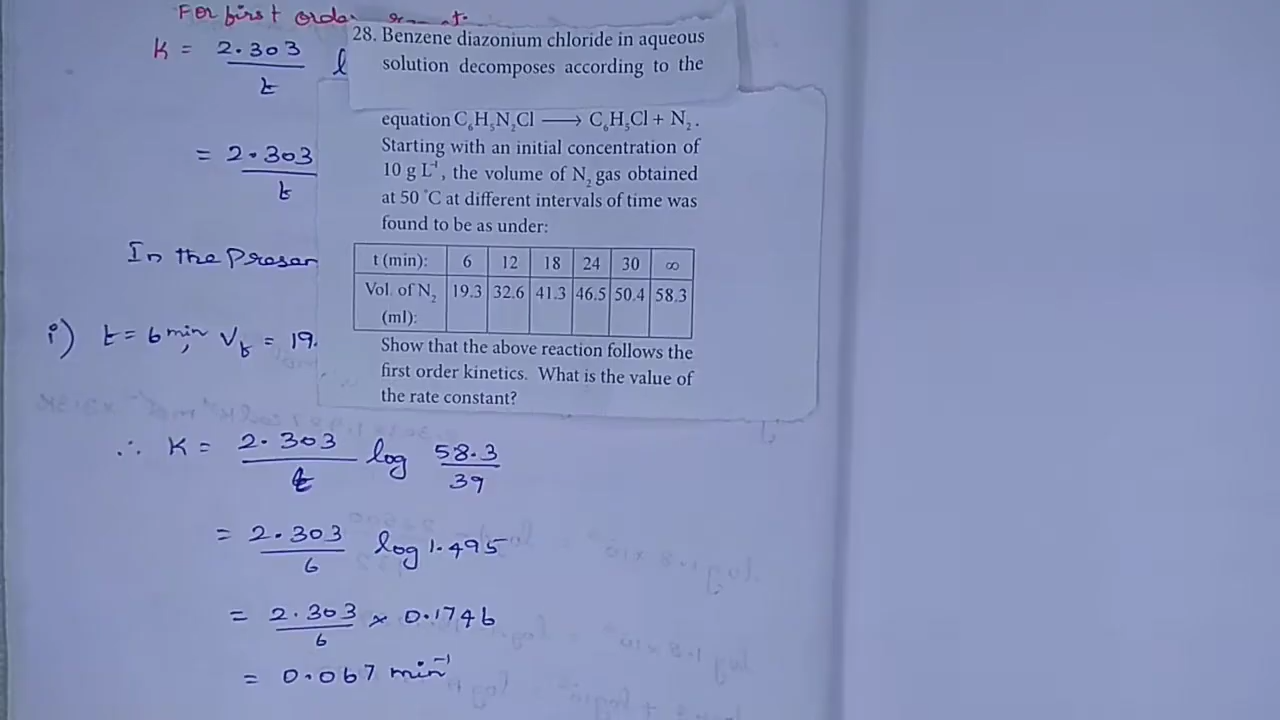 For first order
K = 2.303 / t
= 2.303 / t
In the
i) t = 6 min, Vt = 19.
28. Benzene diazonium chloride in aqueous
solution decomposes according to the
equation C₆H₅N₂Cl ⟶ C₆H₅Cl + N₂.
Starting with an initial concentration of
10 g L⁻¹, the volume of N₂ gas obtained
at 50 °C at different intervals of time was
found to be as under:
t (min): 6 12 18 24 30 ∞
Vol. of N₂ 19.3 32.6 41.3 46.5 50.4 58.3
(ml):
Show that the above reaction follows the
first order kinetics. What is the value of
the rate constant?
∴ K = 2.303 / t log 58.3 / 39
= 2.303 / 6 log 1.495
= 2.303 / 6 × 0.1746
= 0.067 min⁻¹